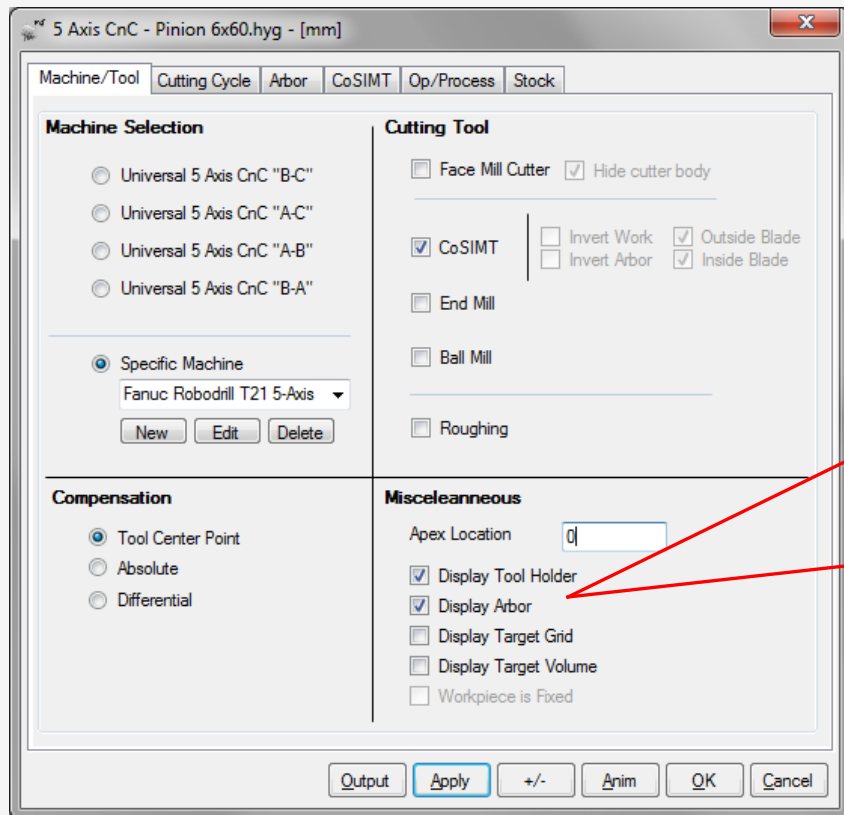 5 Axis CnC - Pinion 6x60.hyg - [mm]
Machine/Tool Cutting Cycle Arbor CoSIMT Op/Process Stock
Machine Selection
Universal 5 Axis CnC "B-C"
Universal 5 Axis CnC "A-C"
Universal 5 Axis CnC "A-B"
Universal 5 Axis CnC "B-A"
Specific Machine
Fanuc Robodrill T21 5-Axis
New Edit Delete
Cutting Tool
Face Mill Cutter Hide cutter body
CoSIMT
Invert Work Outside Blade
Invert Arbor Inside Blade
End Mill
Ball Mill
Roughing
Compensation
Tool Center Point
Absolute
Differential
Misceleanneous
Apex Location 0
Display Tool Holder
Display Arbor
Display Target Grid
Display Target Volume
Workpiece is Fixed
Output Apply +/- Anim OK Cancel